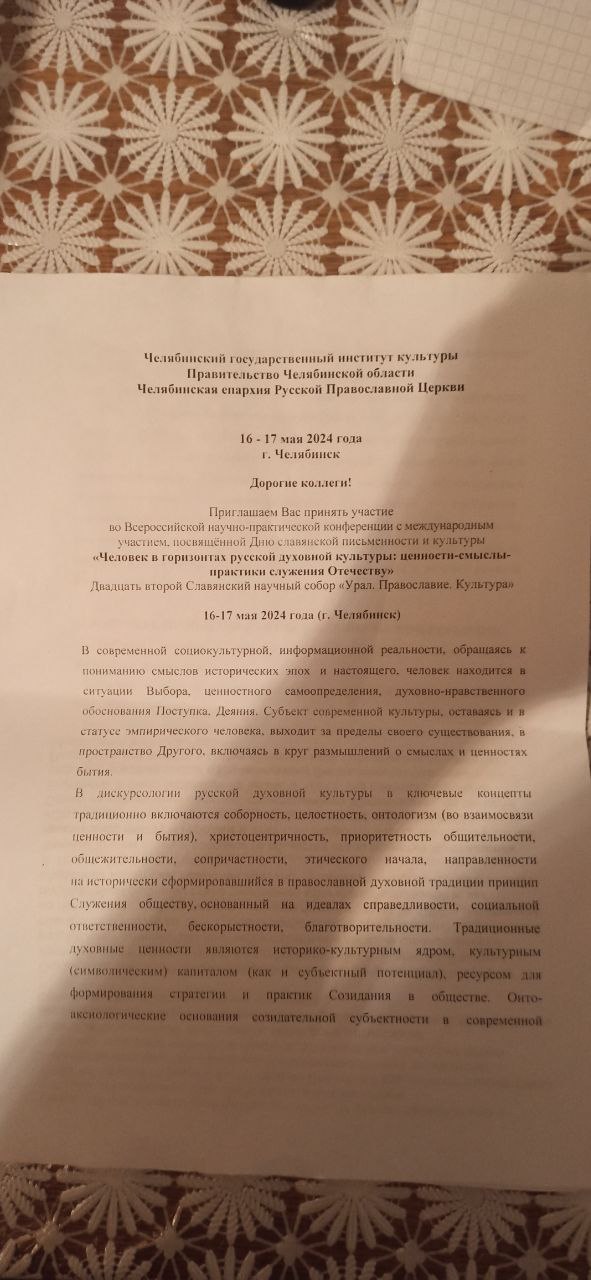 Челябинский государственный институт культуры
Правительство Челябинской области
Челябинская епархия Русской Православной Церкви
16 - 17 мая 2024 года
г. Челябинск
Дорогие коллеги!
Приглашаем Вас принять участие
во Всероссийской научно-практической конференции с международным
участием, посвящённой Дню славянской письменности и культуры
«Человек в горизонтах русской духовной культуры: ценности-смыслы-
практики служения Отечеству»
Двадцать второй Славянский научный собор «Урал. Православие. Культура»
16-17 мая 2024 года (г. Челябинск)
В современной социокультурной, информационной реальности, обращаясь к
пониманию смыслов исторических эпох и настоящего, человек находится в
ситуации Выбора, ценностного самоопределения, духовно-нравственного
обоснования Поступка, Деяния. Субъект современной культуры, оставаясь и в
статусе эмпирического человека, выходит за пределы своего существования, в
пространство Другого, включаясь в круг размышлений о смыслах и ценностях
бытия.
В дискурсологии русской духовной культуры в ключевые концепты
традиционно включаются соборность, целостность, онтологизм (во взаимосвязи
ценности и бытия), христоцентричность, приоритетность общительности,
общежительности, сопричастности, этического начала, направленности
на исторически сформировавшийся в православной духовной традиции принцип
Служения обществу, основанный на идеалах справедливости, социальной
ответственности, бескорыстности, благотворительности. Традиционные
духовные ценности являются историко-культурным ядром, культурным
(символическим) капиталом (как и субъектный потенциал), ресурсом для
формирования стратегии и практик Созидания в обществе. Онто-
аксиологические основания созидательной субъектности в современной